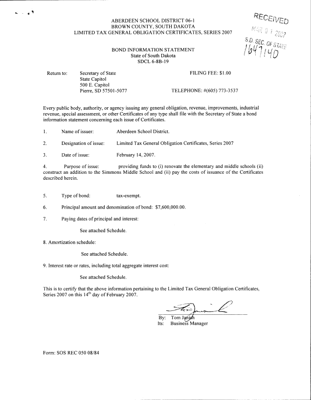 RECEIVED
2007
S.D. SEC. OF STATE
1647140
ABERDEEN SCHOOL DISTRICT 06-1
BROWN COUNTY, SOUTH DAKOTA
LIMITED TAX GENERAL OBLIGATION CERTIFICATES, SERIES 2007
BOND INFORMATION STATEMENT
State of South Dakota
SDCL 6-8B-19
Return to: Secretary of State FILING FEE: $1.00
State Capitol
500 E. Capitol
Pierre, SD 57501-5077 TELEPHONE: #(605) 773-3537
Every public body, authority, or agency issuing any general obligation, revenue, improvements, industrial
revenue, special assessment, or other Certificates of any type shall file with the Secretary of State a bond
information statement concerning each issue of Certificates.
1. Name of issuer: Aberdeen School District.
2. Designation of issue: Limited Tax General Obligation Certificates, Series 2007
3. Date of issue: February 14, 2007.
4. Purpose of issue: providing funds to (i) renovate the elementary and middle schools (ii)
construct an addition to the Simmons Middle School and (ii) pay the costs of issuance of the Certificates
described herein.
5. Type of bond: tax-exempt.
6. Principal amount and denomination of bond: $7,600,000.00.
7. Paying dates of principal and interest
See attached Schedule.
8. Amortization schedule:
See attached Schedule.
9. Interest rate or rates, including total aggregate interest cost:
See attached Schedule.
This is to certify that the above information pertaining to the Limited Tax General Obligation Certificates,
Series 2007 on this 14th day of February 2007.
By: Tom
Its: Business Manager
Form: SOS REC 050 08/84